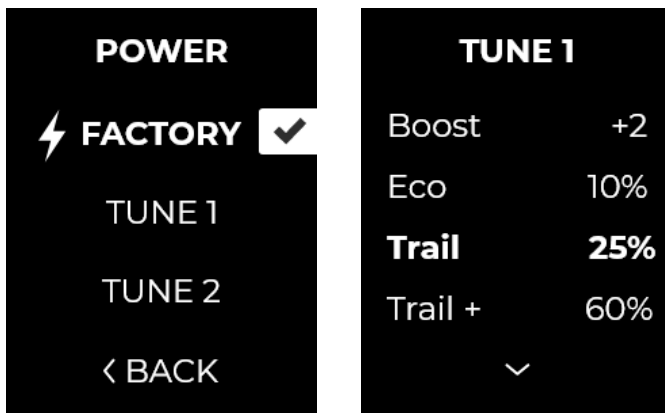 POWER
FACTORY
TUNE 1
TUNE 2
BACK
TUNE 1
Boost +2
Eco 10%
Trail 25%
Trail + 60%